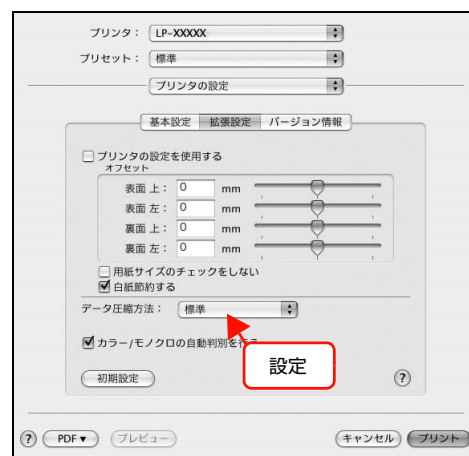 プリンタ： LP-XXXXX
プリセット： 標準
プリンタの設定
基本設定 拡張設定 バージョン情報
プリンタの設定を使用する
オフセット
表面 上： 0 mm
表面 左： 0 mm
裏面 上： 0 mm
裏面 左： 0 mm
用紙サイズのチェックをしない
白紙節約する
データ圧縮方法： 標準
カラー/モノクロの自動判別を行
設定
初期設定 ?
? PDF▼ プレビュー キャンセル プリント